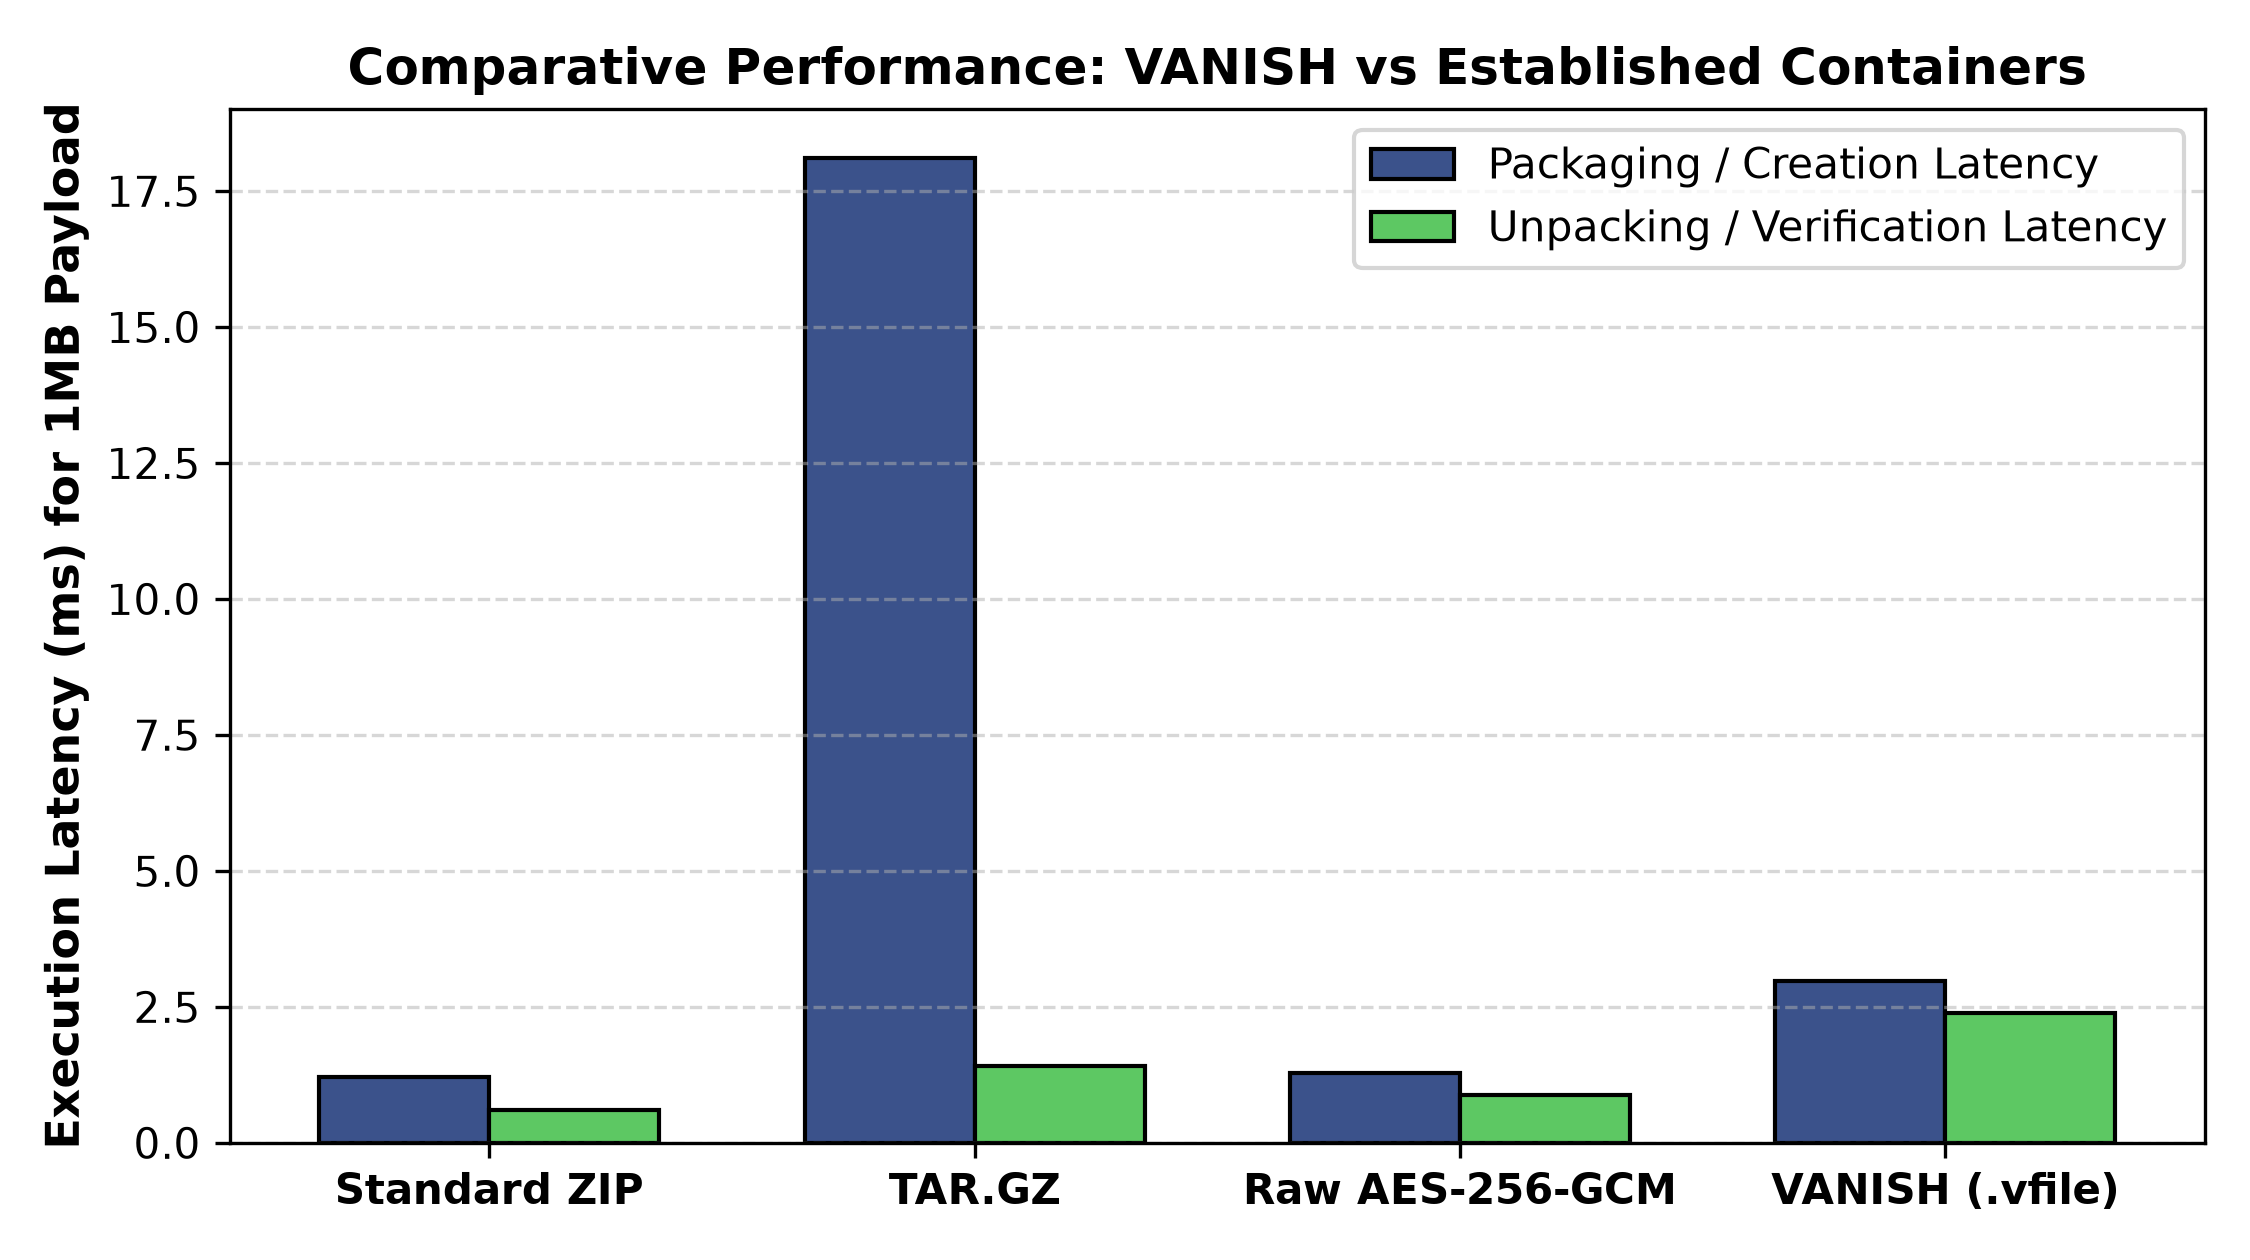 Comparative Performance: VANISH vs Established Containers
Execution Latency (ms) for 1MB Payload
Packaging / Creation Latency
Unpacking / Verification Latency
17.5
15.0
12.5
10.0
7.5
5.0
2.5
0.0
Standard ZIP
TAR.GZ
Raw AES-256-GCM
VANISH (.vfile)